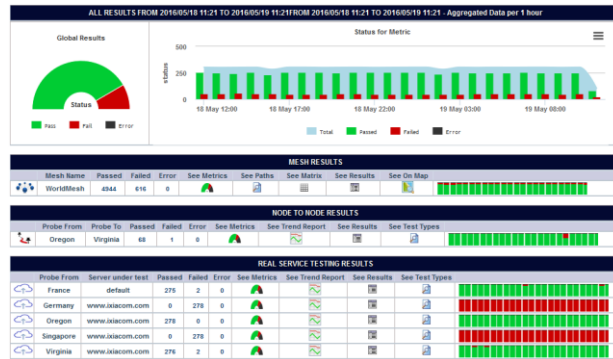 ALL RESULTS FROM 2016/05/18 11:21 TO 2016/05/19 11:21FROM 2016/05/18 11:21 TO 2016/05/19 11:21 - Aggregated Data per 1 hour
Global Results
Status
Pass Fail Error
Status for Metric
status
500
250
0
18 May 12:00 18 May 17:00 18 May 22:00 19 May 03:00 19 May 08:00
Total Passed Failed Error
MESH RESULTS
Mesh Name Passed Failed Error See Metrics See Paths See Matrix See Results See On Map
WorldMesh 4944 616 0
NODE TO NODE RESULTS
Probe From Probe To Passed Failed Error See Metrics See Trend Report See Results See Test Types
Oregon Virginia 68 1 0
REAL SERVICE TESTING RESULTS
Probe From Server under test Passed Failed Error See Metrics See Trend Report See Results See Test Types
France default 275 2 0
Germany www.ixiacom.com 0 278 0
Oregon www.ixiacom.com 278 0 0
Singapore www.ixiacom.com 0 278 0
Virginia www.ixiacom.com 276 2 0